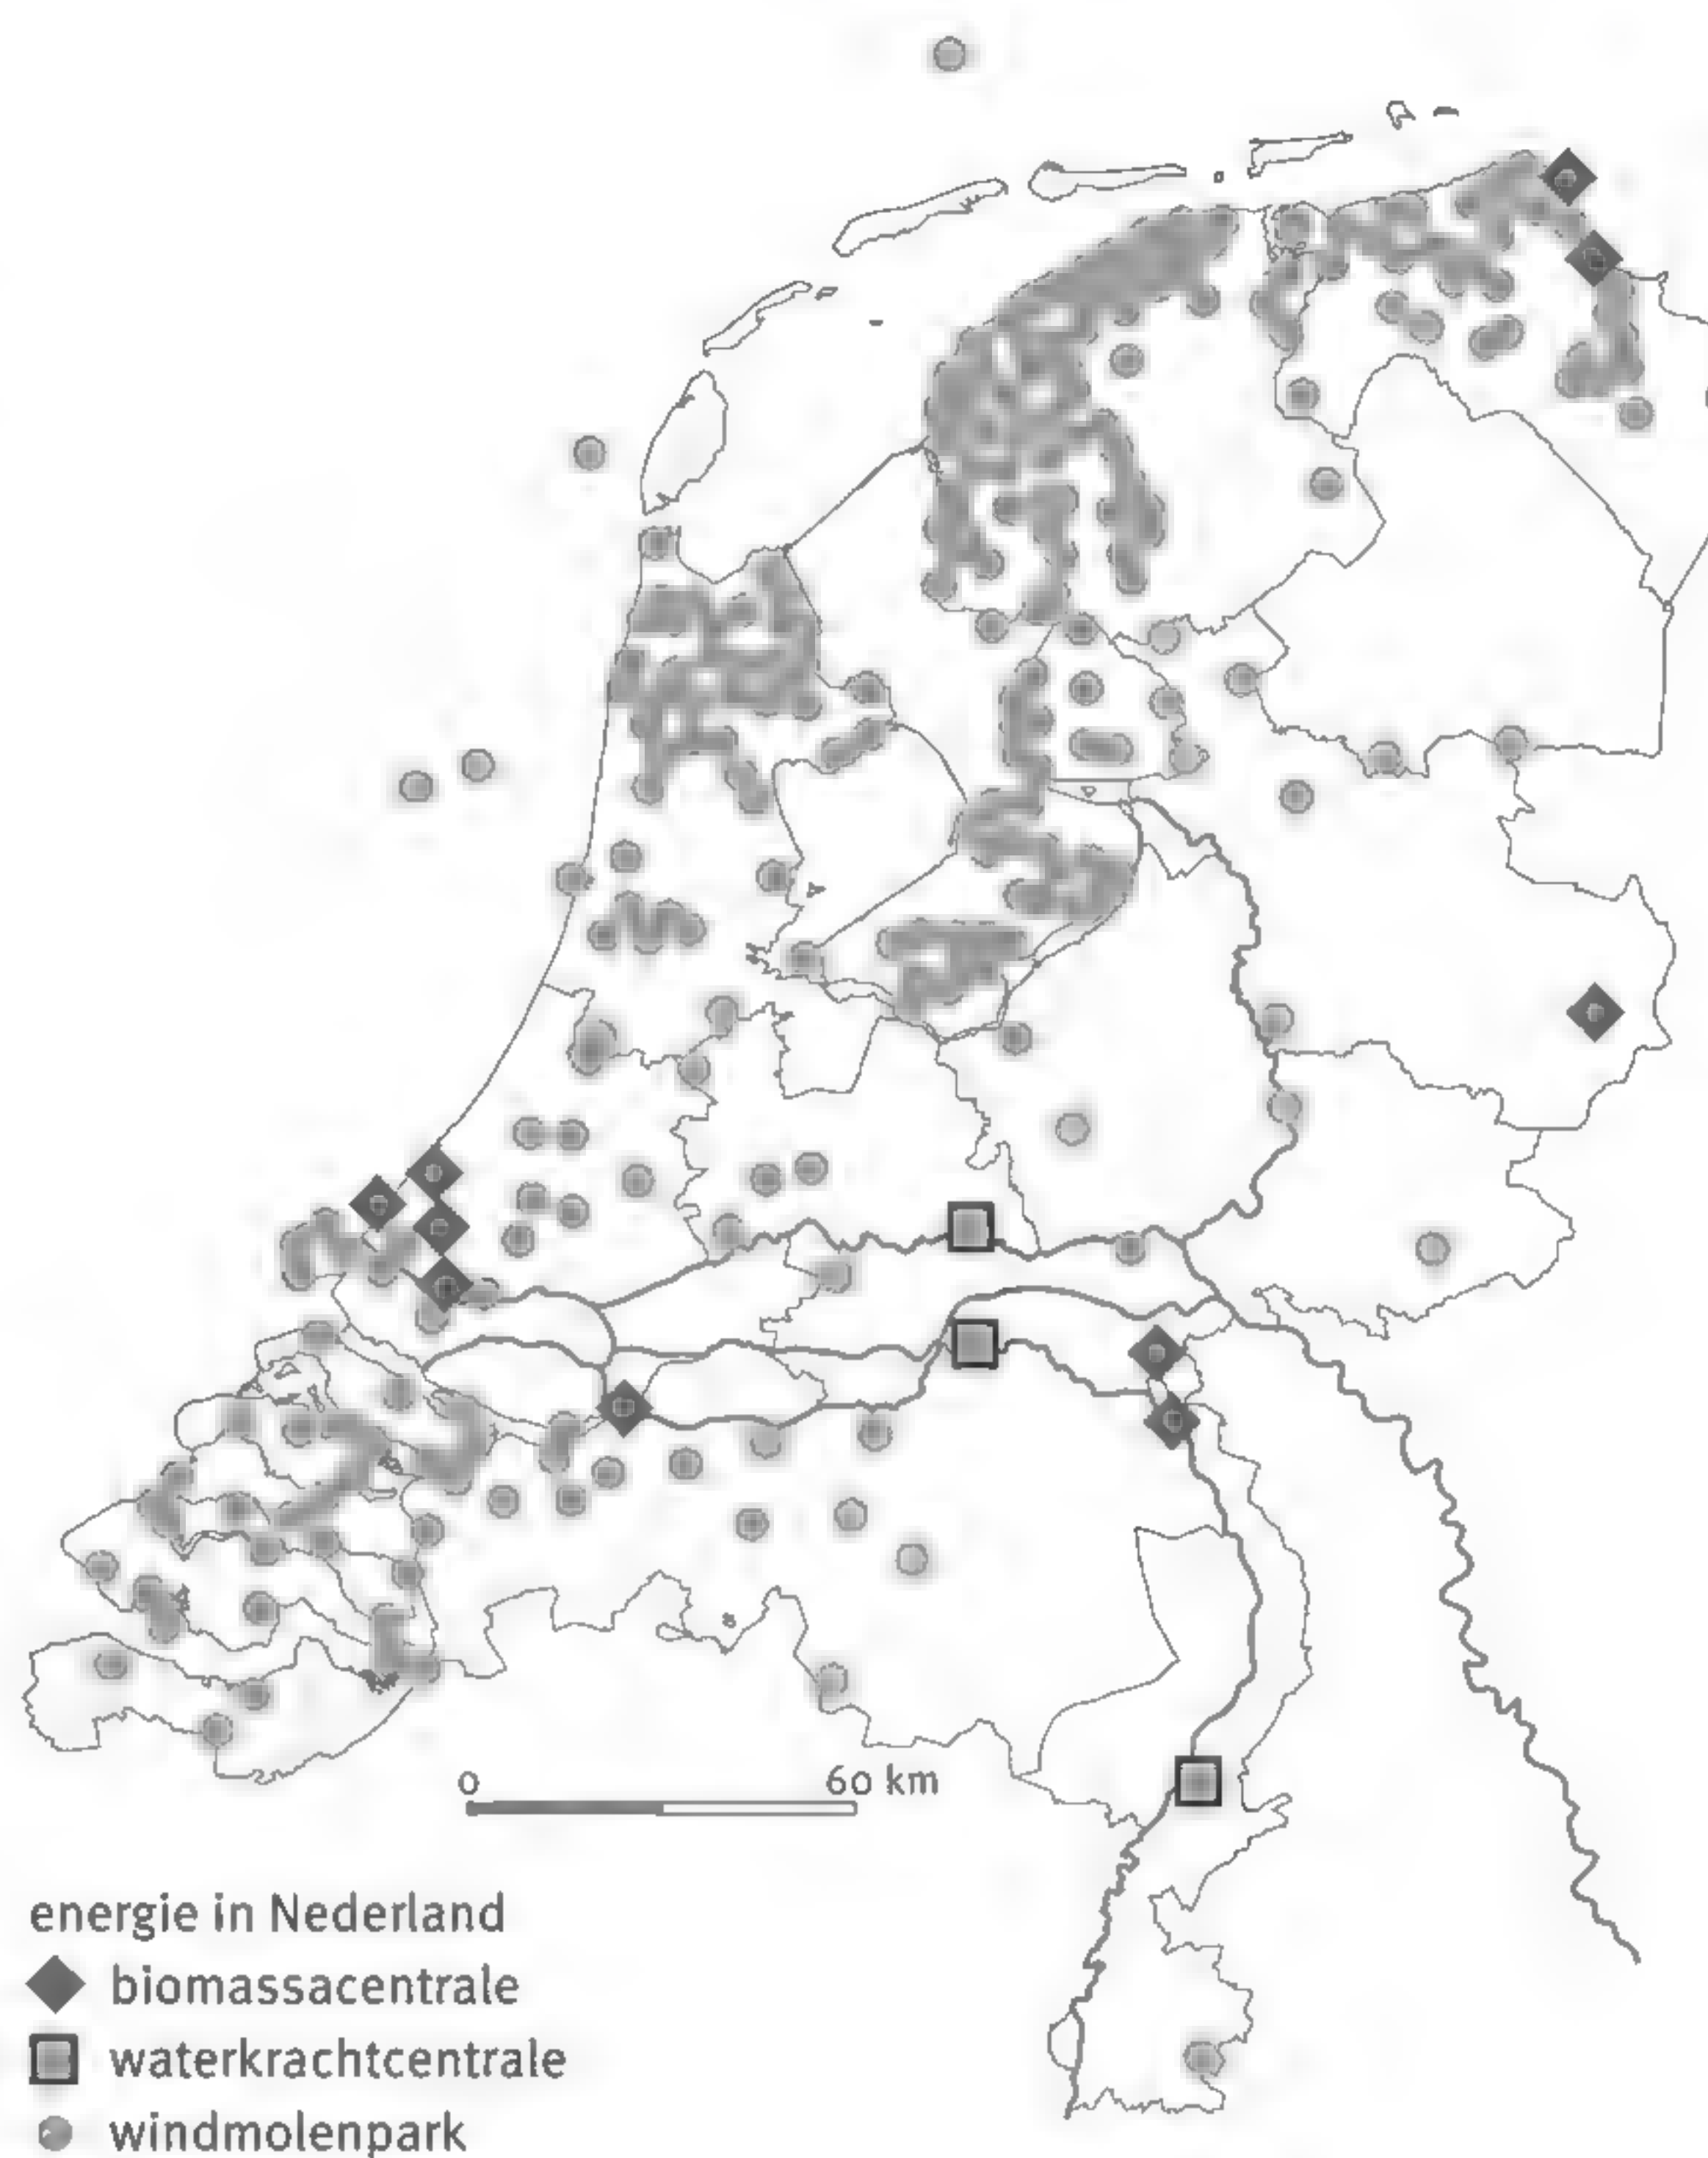 0 60 km
energie in Nederland
biomassacentrale
waterkrachtcentrale
windmolenpark